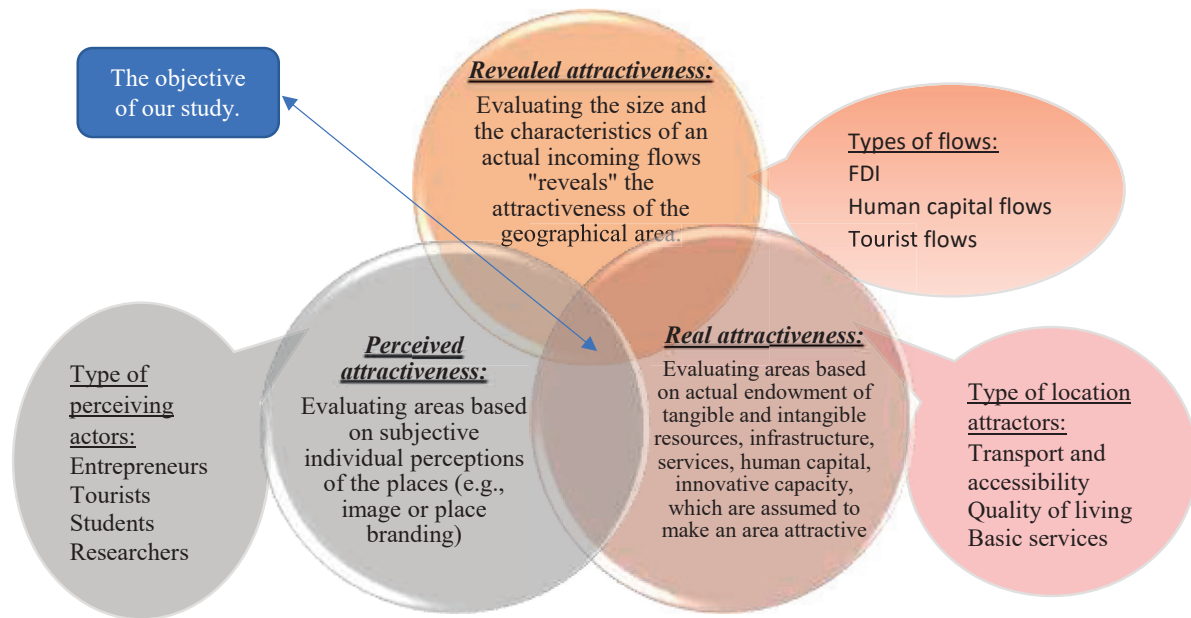 The objective
of our study.
Revealed attractiveness:
Evaluating the size and
the characteristics of an
actual incoming flows
"reveals" the
attractiveness of the
geographical area.
Types of flows:
FDI
Human capital flows
Tourist flows
Perceived
attractiveness:
Evaluating areas based
on subjective
individual perceptions
of the places (e.g.,
image or place
branding)
Real attractiveness:
Evaluating areas based
on actual endowment of
tangible and intangible
resources, infrastructure,
services, human capital,
innovative capacity,
which are assumed to
make an area attractive
Type of
perceiving
actors:
Entrepreneurs
Tourists
Students
Researchers
Type of location
attractors:
Transport and
accessibility
Quality of living
Basic services